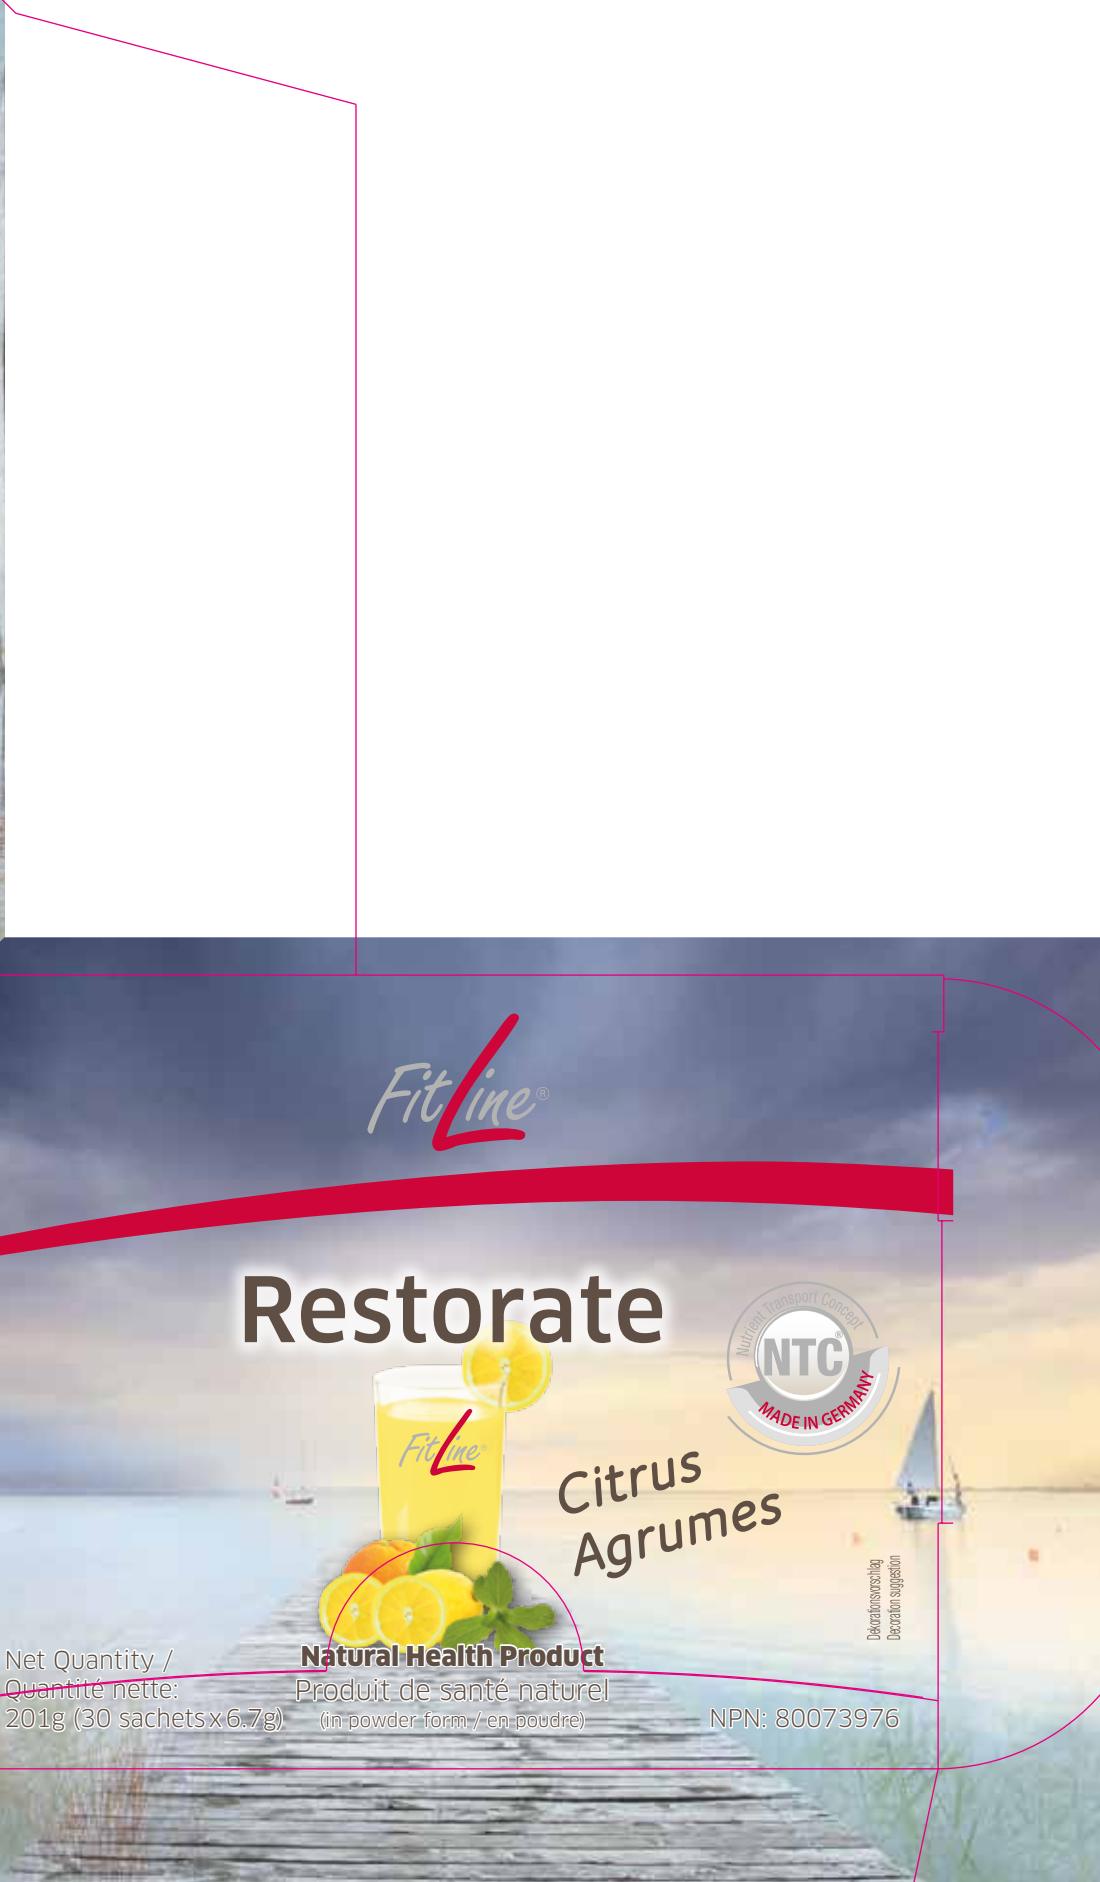 FitLine®
Restorate
Nutrient Transport Concept
NTC®
MADE IN GERMANY
FitLine®
Citrus
Agrumes
Dekorationsvorschlag
Decoration suggestion
Net Quantity /
Quantité nette:
201g (30 sachets x 6.7g)
Natural Health Product
Produit de santé naturel
(in powder form / en poudre)
NPN: 80073976